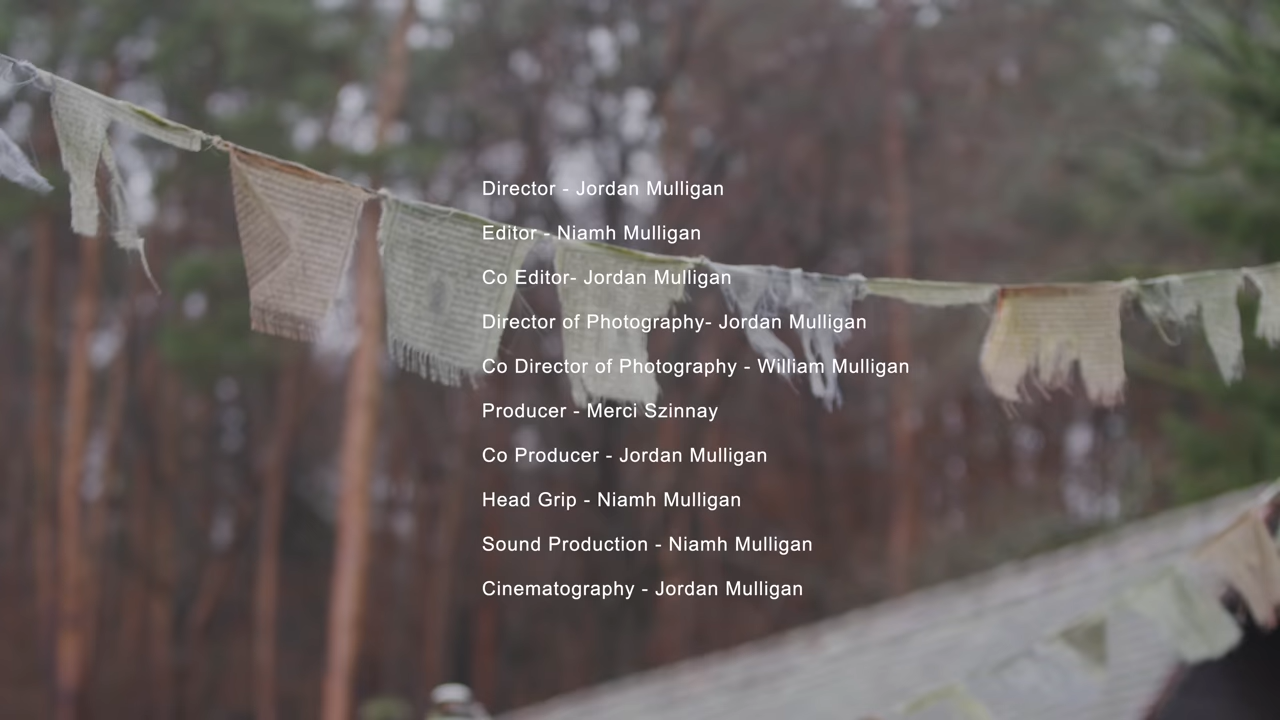 Director - Jordan Mulligan
Editor - Niamh Mulligan
Co Editor- Jordan Mulligan
Director of Photography- Jordan Mulligan
Co Director of Photography - William Mulligan
Producer - Merci Szinnay
Co Producer - Jordan Mulligan
Head Grip - Niamh Mulligan
Sound Production - Niamh Mulligan
Cinematography - Jordan Mulligan